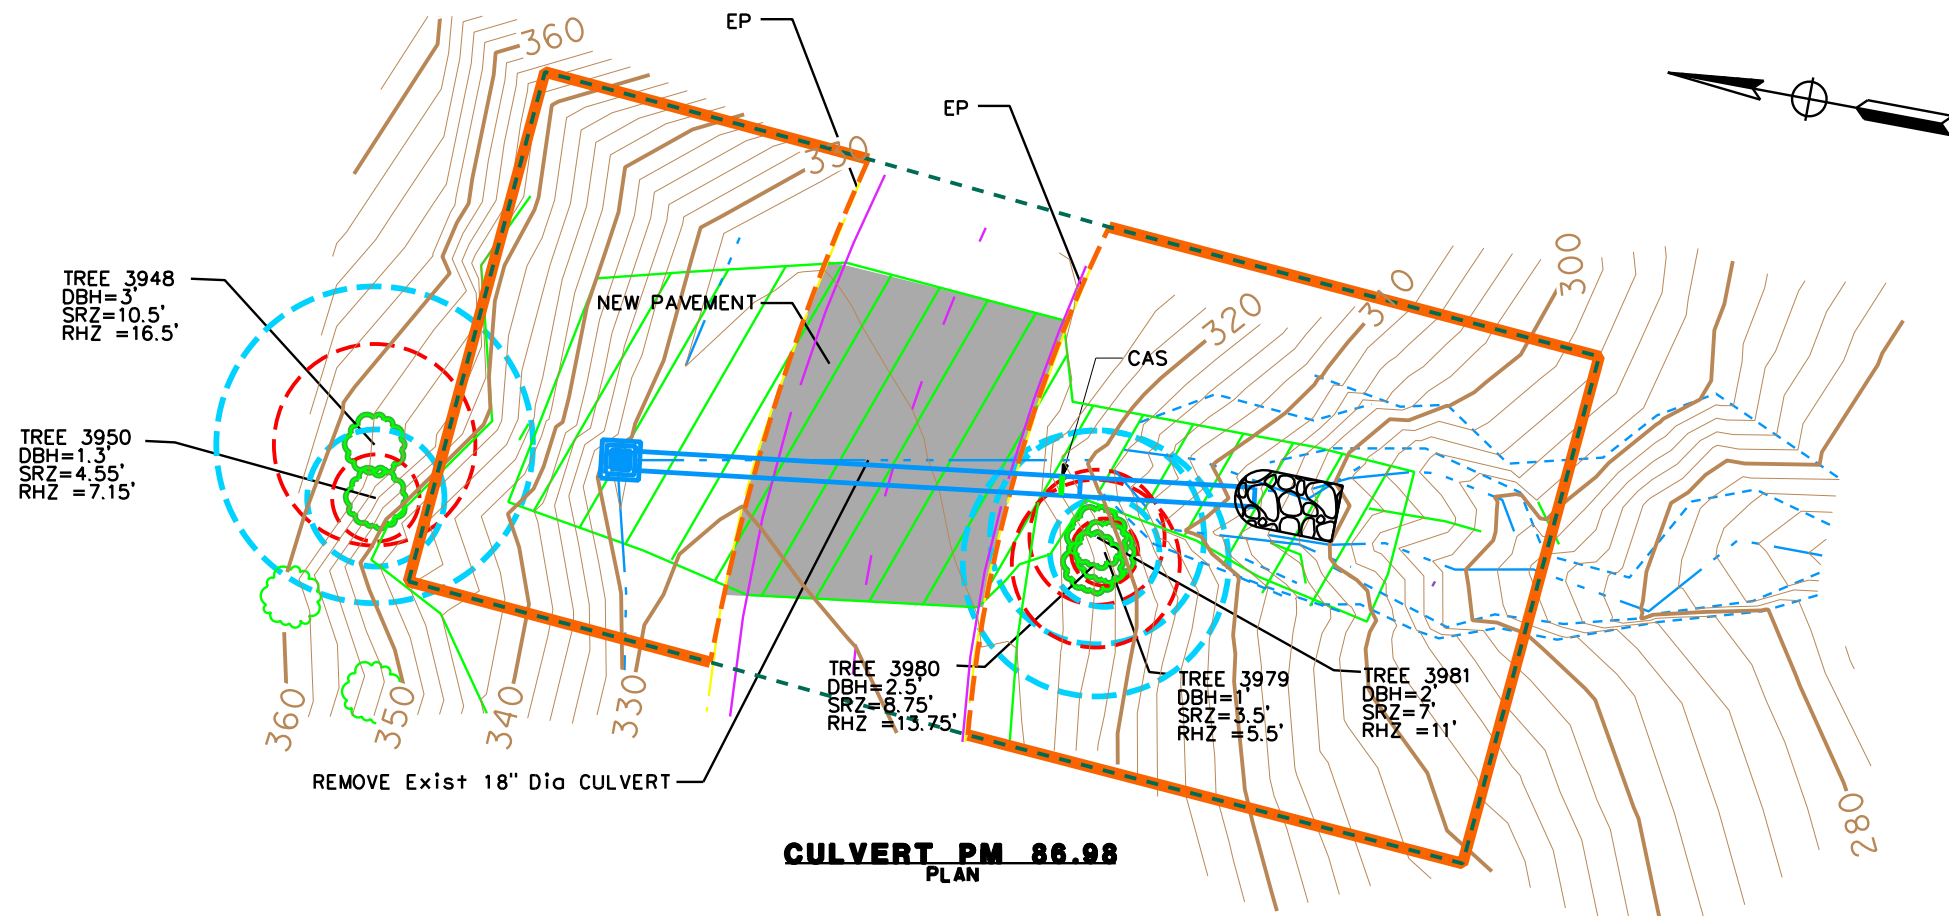 360
EP
EP
330
300
310
320
TREE 3948
DBH=3'
SRZ=10.5'
RHZ =16.5'
NEW PAVEMENT
CAS
TREE 3950
DBH=1.3'
SRZ=4.55'
RHZ =7.15'
TREE 3980
DBH=2.5'
SRZ=8.75'
RHZ =13.75'
TREE 3979
DBH=1'
SRZ=3.5'
RHZ =5.5'
TREE 3981
DBH=2'
SRZ=7'
RHZ =11'
360
350
340
330
280
REMOVE Exist 18" Dia CULVERT
CULVERT PM 86.98
PLAN